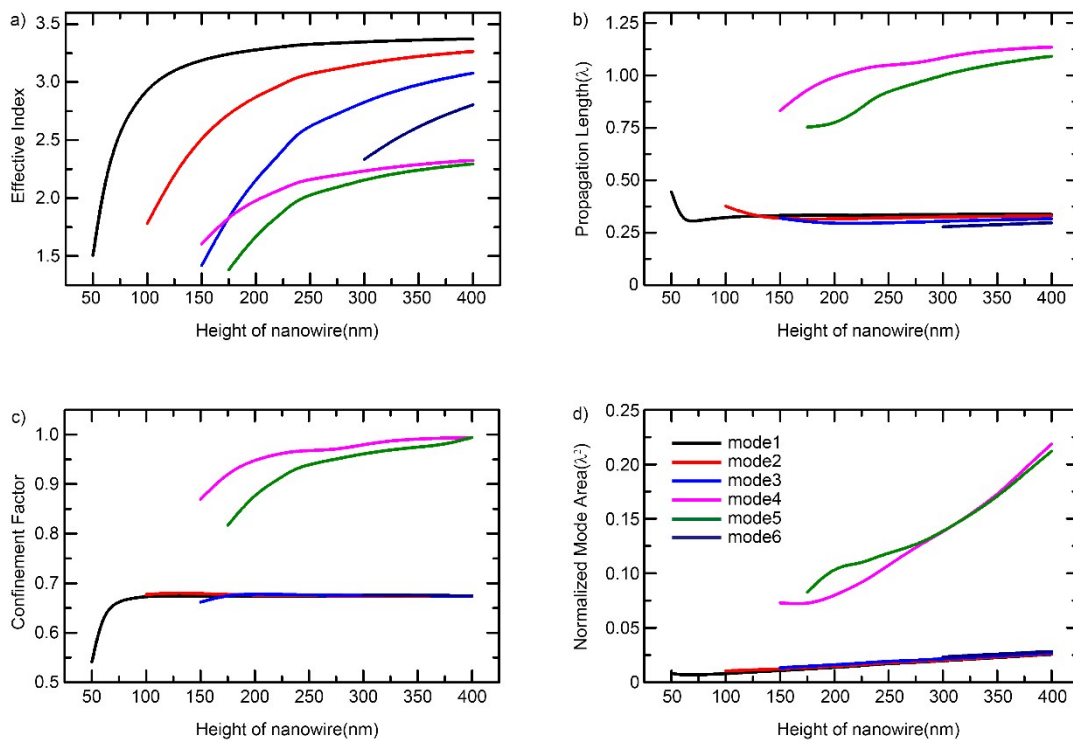 a)
3.5
3.0
2.5
2.0
1.5
Effective Index
50 100 150 200 250 300 350 400
Height of nanowire(nm)
b)
1.25
1.00
0.75
0.50
0.25
0
Propagation Length(λ)
50 100 150 200 250 300 350 400
Height of nanowire(nm)
c)
1.0
0.9
0.8
0.7
0.6
0.5
Confinement Factor
50 100 150 200 250 300 350 400
Height of nanowire(nm)
d)
0.25
0.20
0.15
0.10
0.05
0
Normalized Mode Area(λ²)
mode1
mode2
mode3
mode4
mode5
mode6
50 100 150 200 250 300 350 400
Height of nanowire(nm)